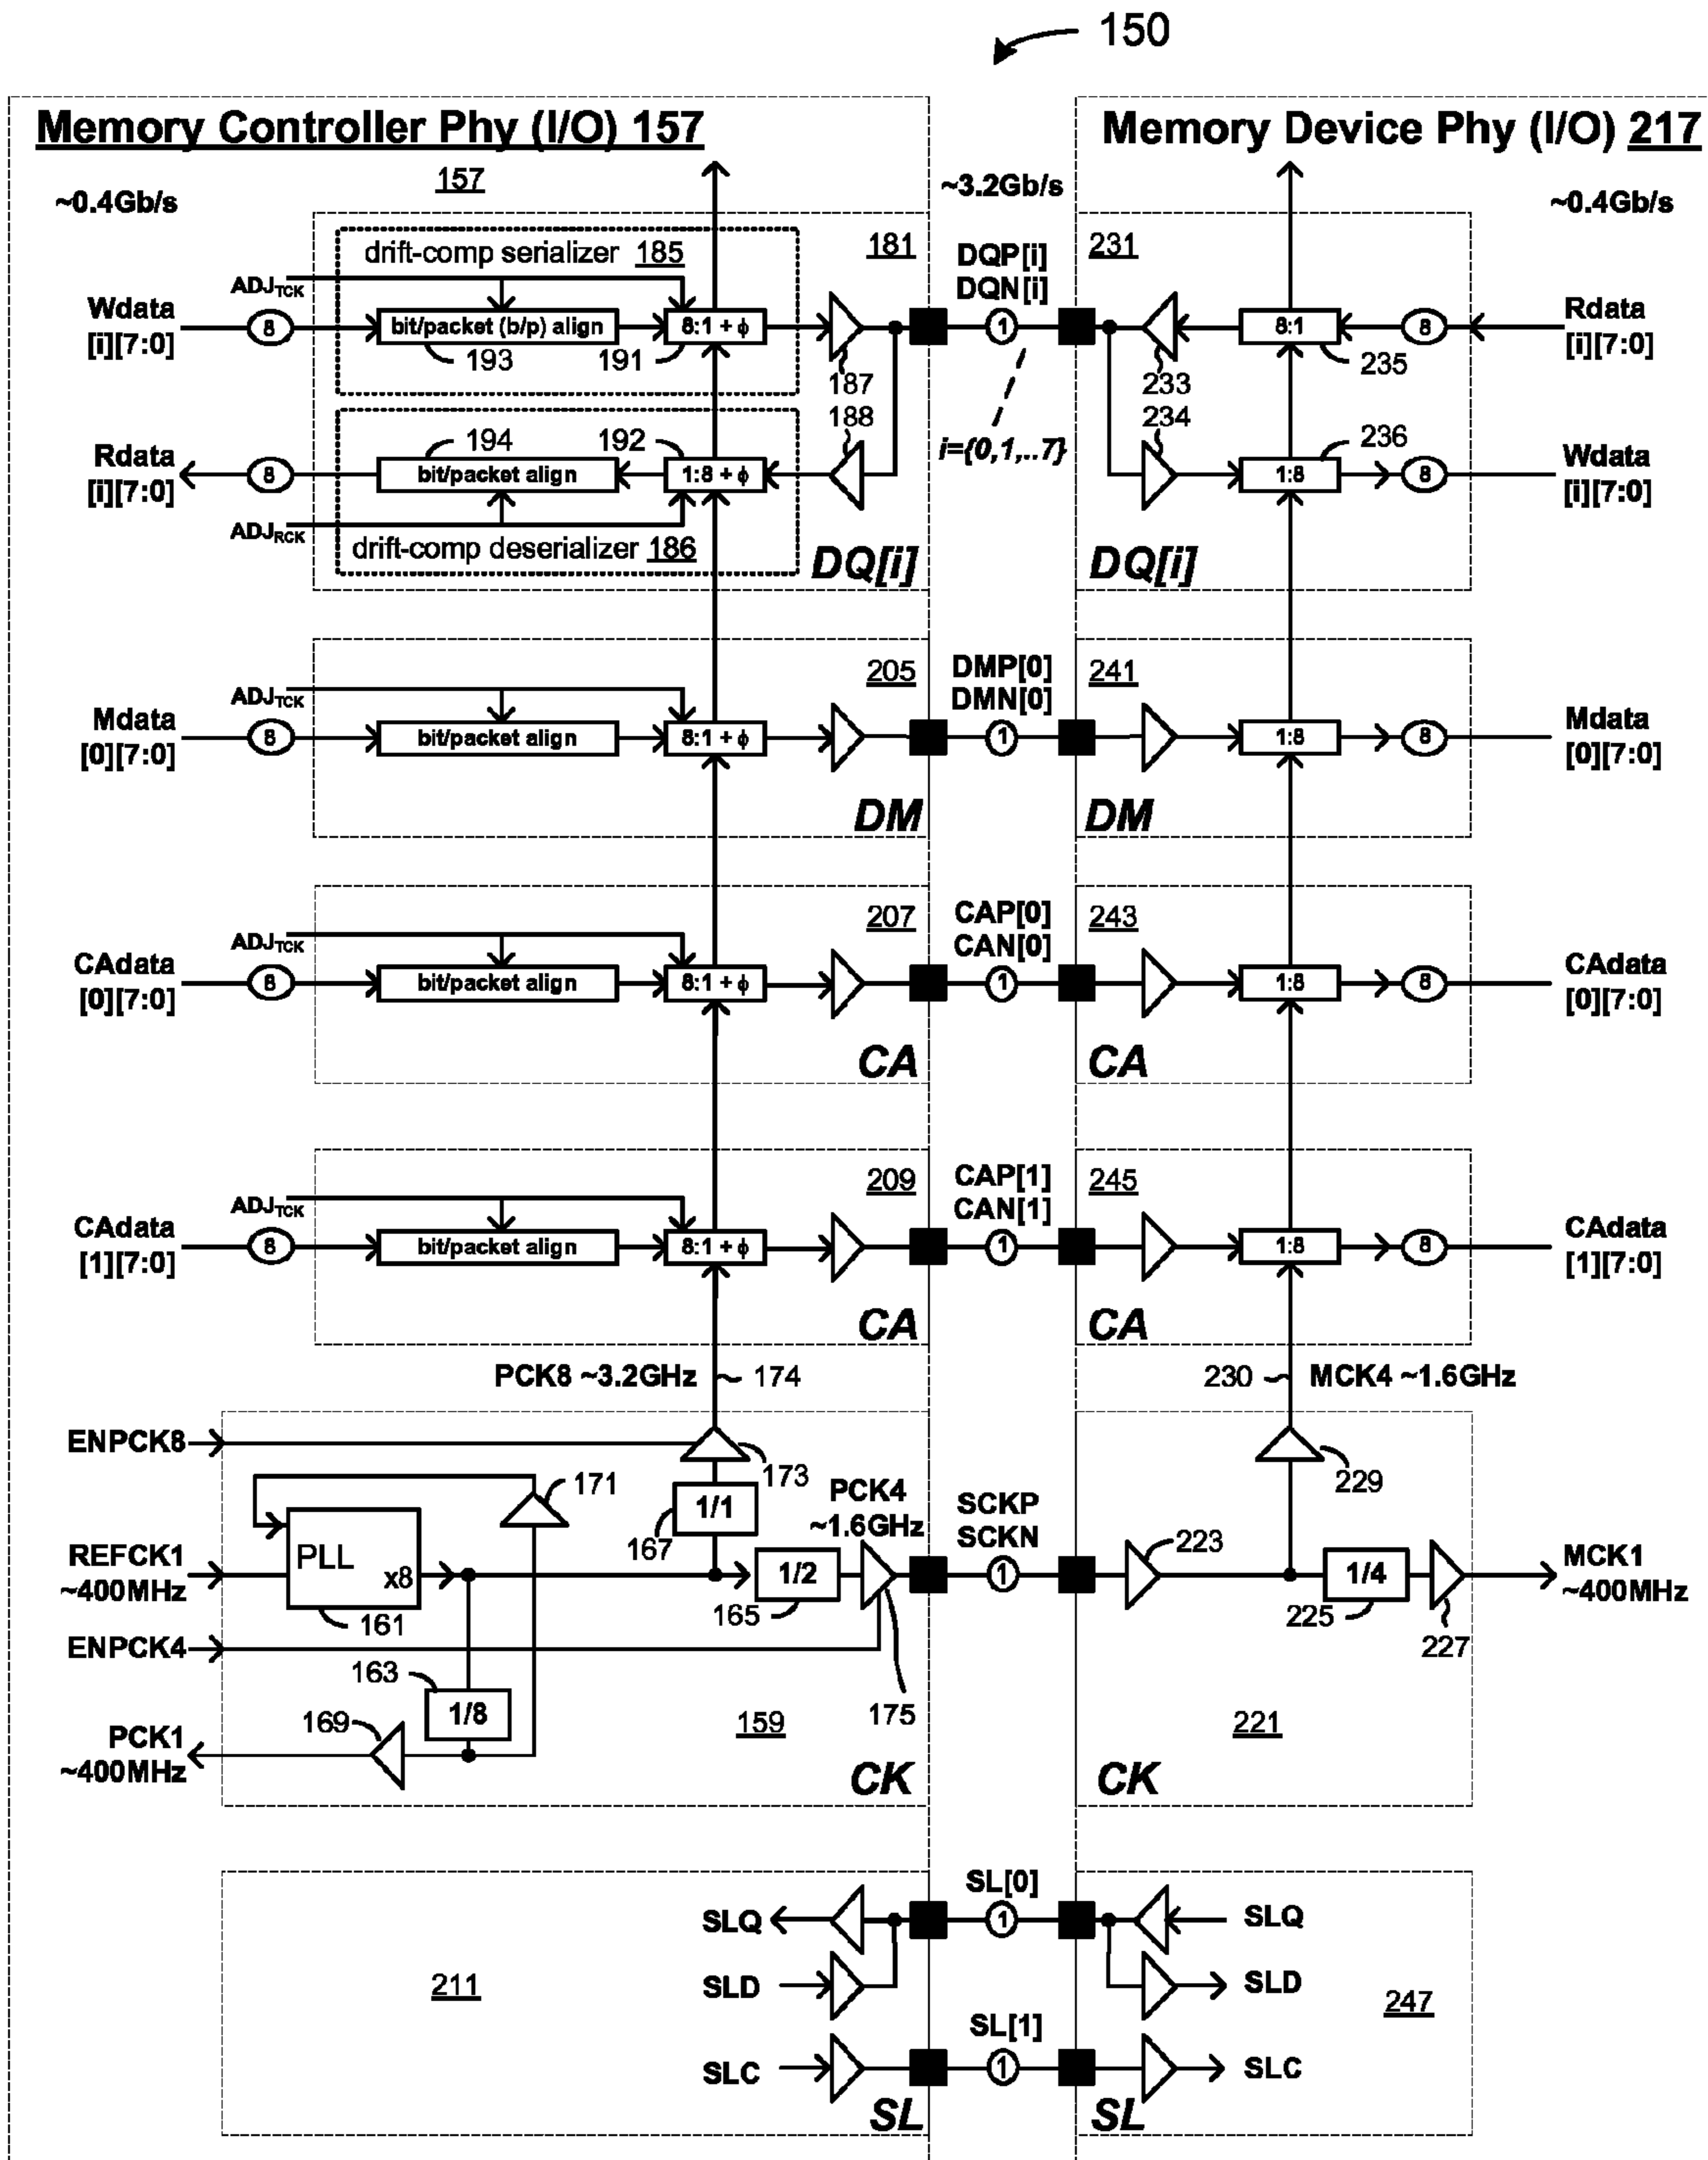 150
Memory Controller Phy (I/O) 157
Memory Device Phy (I/O) 217
157
~0.4Gb/s
~3.2Gb/s
~0.4Gb/s
drift-comp serializer 185
181
DQP[i]
DQN[i]
231
ADJTCK
Wdata
[i][7:0]
8
bit/packet (b/p) align
8:1 + ϕ
1
8:1
8
Rdata
[i][7:0]
193
191
187
233
235
188
234
i={0,1,..7}
194
192
236
Rdata
[i][7:0]
8
bit/packet align
1:8 + ϕ
1:8
8
Wdata
[i][7:0]
ADJRCK
drift-comp deserializer 186
DQ[i]
DQ[i]
205
DMP[0]
DMN[0]
241
ADJTCK
Mdata
[0][7:0]
8
bit/packet align
8:1 + ϕ
1
1:8
8
Mdata
[0][7:0]
DM
DM
207
CAP[0]
CAN[0]
243
ADJTCK
CAdata
[0][7:0]
8
bit/packet align
8:1 + ϕ
1
1:8
8
CAdata
[0][7:0]
CA
CA
209
CAP[1]
CAN[1]
245
ADJTCK
CAdata
[1][7:0]
8
bit/packet align
8:1 + ϕ
1
1:8
8
CAdata
[1][7:0]
CA
CA
PCK8 ~3.2GHz
174
230
MCK4 ~1.6GHz
ENPCK8
173
229
171
1/1
167
PCK4
~1.6GHz
SCKP
SCKN
223
REFCK1
~400MHz
PLL
x8
161
1/2
165
1
1/4
225
227
MCK1
~400MHz
ENPCK4
163
1/8
175
169
159
221
PCK1
~400MHz
CK
CK
SL[0]
SLQ
1
SLQ
211
SLD
SLD
247
SL[1]
SLC
1
SLC
SL
SL